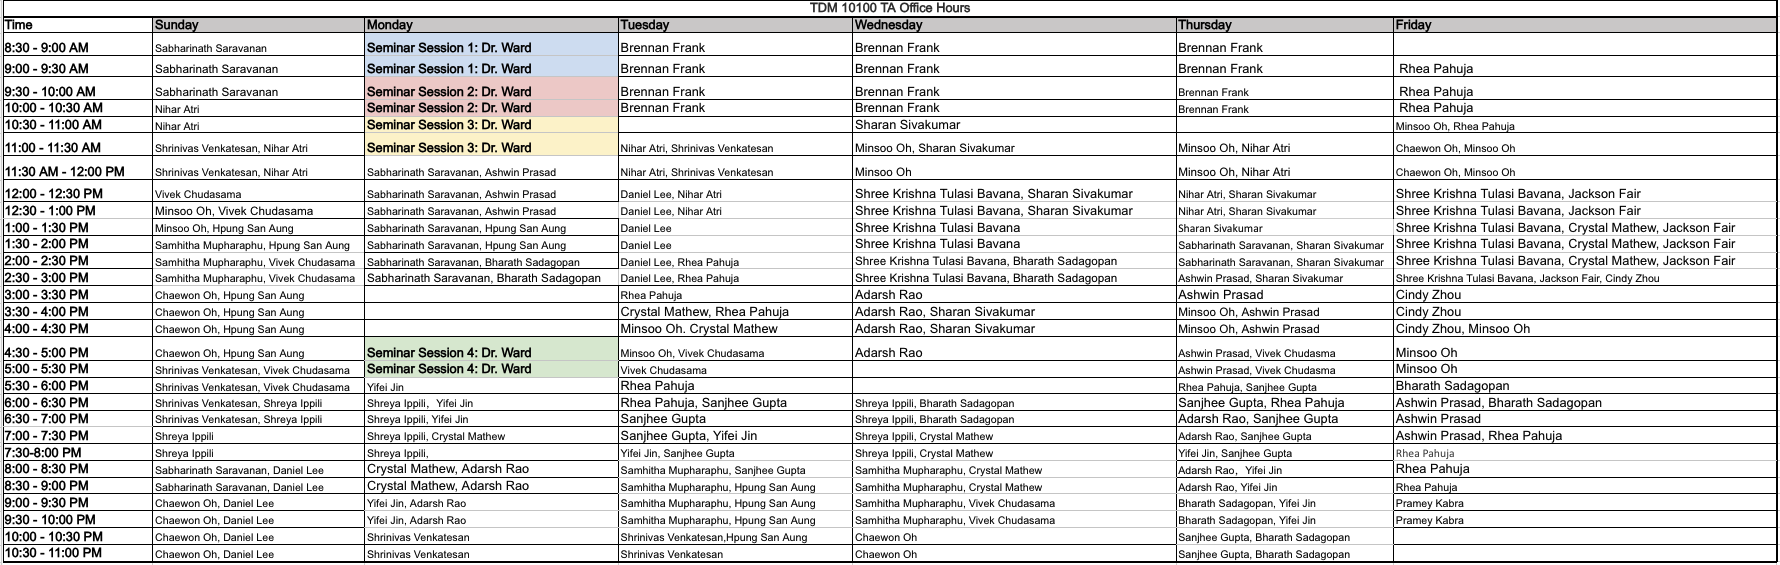 TDM 10100 TA Office Hours
Time Sunday Monday Tuesday Wednesday Thursday Friday
8:30 - 9:00 AM Sabharinath Saravanan Seminar Session 1: Dr. Ward Brennan Frank Brennan Frank Brennan Frank
9:00 - 9:30 AM Sabharinath Saravanan Seminar Session 1: Dr. Ward Brennan Frank Brennan Frank Brennan Frank Rhea Pahuja
9:30 - 10:00 AM Sabharinath Saravanan Seminar Session 2: Dr. Ward Brennan Frank Brennan Frank Brennan Frank Rhea Pahuja
10:00 - 10:30 AM Nihar Atri Seminar Session 2: Dr. Ward Brennan Frank Brennan Frank Brennan Frank Rhea Pahuja
10:30 - 11:00 AM Nihar Atri Seminar Session 3: Dr. Ward Sharan Sivakumar Minsoo Oh, Rhea Pahuja
11:00 - 11:30 AM Shrinivas Venkatesan, Nihar Atri Seminar Session 3: Dr. Ward Nihar Atri, Shrinivas Venkatesan Minsoo Oh, Sharan Sivakumar Minsoo Oh, Nihar Atri Chaewon Oh, Minsoo Oh
11:30 AM - 12:00 PM Shrinivas Venkatesan, Nihar Atri Sabharinath Saravanan, Ashwin Prasad Nihar Atri, Shrinivas Venkatesan Minsoo Oh Minsoo Oh, Nihar Atri Chaewon Oh, Minsoo Oh
12:00 - 12:30 PM Vivek Chudasama Sabharinath Saravanan, Ashwin Prasad Daniel Lee, Nihar Atri Shree Krishna Tulasi Bavana, Sharan Sivakumar Nihar Atri, Sharan Sivakumar Shree Krishna Tulasi Bavana, Jackson Fair
12:30 - 1:00 PM Minsoo Oh, Vivek Chudasama Sabharinath Saravanan, Ashwin Prasad Daniel Lee, Nihar Atri Shree Krishna Tulasi Bavana, Sharan Sivakumar Nihar Atri, Sharan Sivakumar Shree Krishna Tulasi Bavana, Jackson Fair
1:00 - 1:30 PM Minsoo Oh, Hpung San Aung Sabharinath Saravanan, Hpung San Aung Daniel Lee Shree Krishna Tulasi Bavana Sharan Sivakumar Shree Krishna Tulasi Bavana, Crystal Mathew, Jackson Fair
1:30 - 2:00 PM Samhitha Mupharaphu, Hpung San Aung Sabharinath Saravanan, Hpung San Aung Daniel Lee Shree Krishna Tulasi Bavana Sabharinath Saravanan, Sharan Sivakumar Shree Krishna Tulasi Bavana, Crystal Mathew, Jackson Fair
2:00 - 2:30 PM Samhitha Mupharaphu, Vivek Chudasama Sabharinath Saravanan, Bharath Sadagopan Daniel Lee, Rhea Pahuja Shree Krishna Tulasi Bavana, Bharath Sadagopan Sabharinath Saravanan, Sharan Sivakumar Shree Krishna Tulasi Bavana, Crystal Mathew, Jackson Fair
2:30 - 3:00 PM Samhitha Mupharaphu, Vivek Chudasama Sabharinath Saravanan, Bharath Sadagopan Daniel Lee, Rhea Pahuja Shree Krishna Tulasi Bavana, Bharath Sadagopan Ashwin Prasad, Sharan Sivakumar Shree Krishna Tulasi Bavana, Jackson Fair, Cindy Zhou
3:00 - 3:30 PM Chaewon Oh, Hpung San Aung Rhea Pahuja Adarsh Rao Ashwin Prasad Cindy Zhou
3:30 - 4:00 PM Chaewon Oh, Hpung San Aung Crystal Mathew, Rhea Pahuja Adarsh Rao, Sharan Sivakumar Minsoo Oh, Ashwin Prasad Cindy Zhou
4:00 - 4:30 PM Chaewon Oh, Hpung San Aung Minsoo Oh. Crystal Mathew Adarsh Rao, Sharan Sivakumar Minsoo Oh, Ashwin Prasad Cindy Zhou, Minsoo Oh
4:30 - 5:00 PM Chaewon Oh, Hpung San Aung Seminar Session 4: Dr. Ward Minsoo Oh, Vivek Chudasama Adarsh Rao Ashwin Prasad, Vivek Chudasma Minsoo Oh
5:00 - 5:30 PM Shrinivas Venkatesan, Vivek Chudasama Seminar Session 4: Dr. Ward Vivek Chudasama Ashwin Prasad, Vivek Chudasma Minsoo Oh
5:30 - 6:00 PM Shrinivas Venkatesan, Vivek Chudasama Yifei Jin Rhea Pahuja Rhea Pahuja, Sanjhee Gupta Bharath Sadagopan
6:00 - 6:30 PM Shrinivas Venkatesan, Shreya Ippili Shreya Ippili，Yifei Jin Rhea Pahuja, Sanjhee Gupta Shreya Ippili, Bharath Sadagopan Sanjhee Gupta, Rhea Pahuja Ashwin Prasad, Bharath Sadagopan
6:30 - 7:00 PM Shrinivas Venkatesan, Shreya Ippili Shreya Ippili, Yifei Jin Sanjhee Gupta Shreya Ippili, Bharath Sadagopan Adarsh Rao, Sanjhee Gupta Ashwin Prasad
7:00 - 7:30 PM Shreya Ippili Shreya Ippili, Crystal Mathew Sanjhee Gupta, Yifei Jin Shreya Ippili, Crystal Mathew Adarsh Rao, Sanjhee Gupta Ashwin Prasad, Rhea Pahuja
7:30-8:00 PM Shreya Ippili Shreya Ippili, Yifei Jin, Sanjhee Gupta Shreya Ippili, Crystal Mathew Yifei Jin, Sanjhee Gupta Rhea Pahuja
8:00 - 8:30 PM Sabharinath Saravanan, Daniel Lee Crystal Mathew, Adarsh Rao Samhitha Mupharaphu, Sanjhee Gupta Samhitha Mupharaphu, Crystal Mathew Adarsh Rao，Yifei Jin Rhea Pahuja
8:30 - 9:00 PM Sabharinath Saravanan, Daniel Lee Crystal Mathew, Adarsh Rao Samhitha Mupharaphu, Hpung San Aung Samhitha Mupharaphu, Crystal Mathew Adarsh Rao, Yifei Jin Rhea Pahuja
9:00 - 9:30 PM Chaewon Oh, Daniel Lee Yifei Jin, Adarsh Rao Samhitha Mupharaphu, Hpung San Aung Samhitha Mupharaphu, Vivek Chudasama Bharath Sadagopan, Yifei Jin Pramey Kabra
9:30 - 10:00 PM Chaewon Oh, Daniel Lee Yifei Jin, Adarsh Rao Samhitha Mupharaphu, Hpung San Aung Samhitha Mupharaphu, Vivek Chudasama Bharath Sadagopan, Yifei Jin Pramey Kabra
10:00 - 10:30 PM Chaewon Oh, Daniel Lee Shrinivas Venkatesan Shrinivas Venkatesan,Hpung San Aung Chaewon Oh Sanjhee Gupta, Bharath Sadagopan
10:30 - 11:00 PM Chaewon Oh, Daniel Lee Shrinivas Venkatesan Shrinivas Venkatesan Chaewon Oh Sanjhee Gupta, Bharath Sadagopan